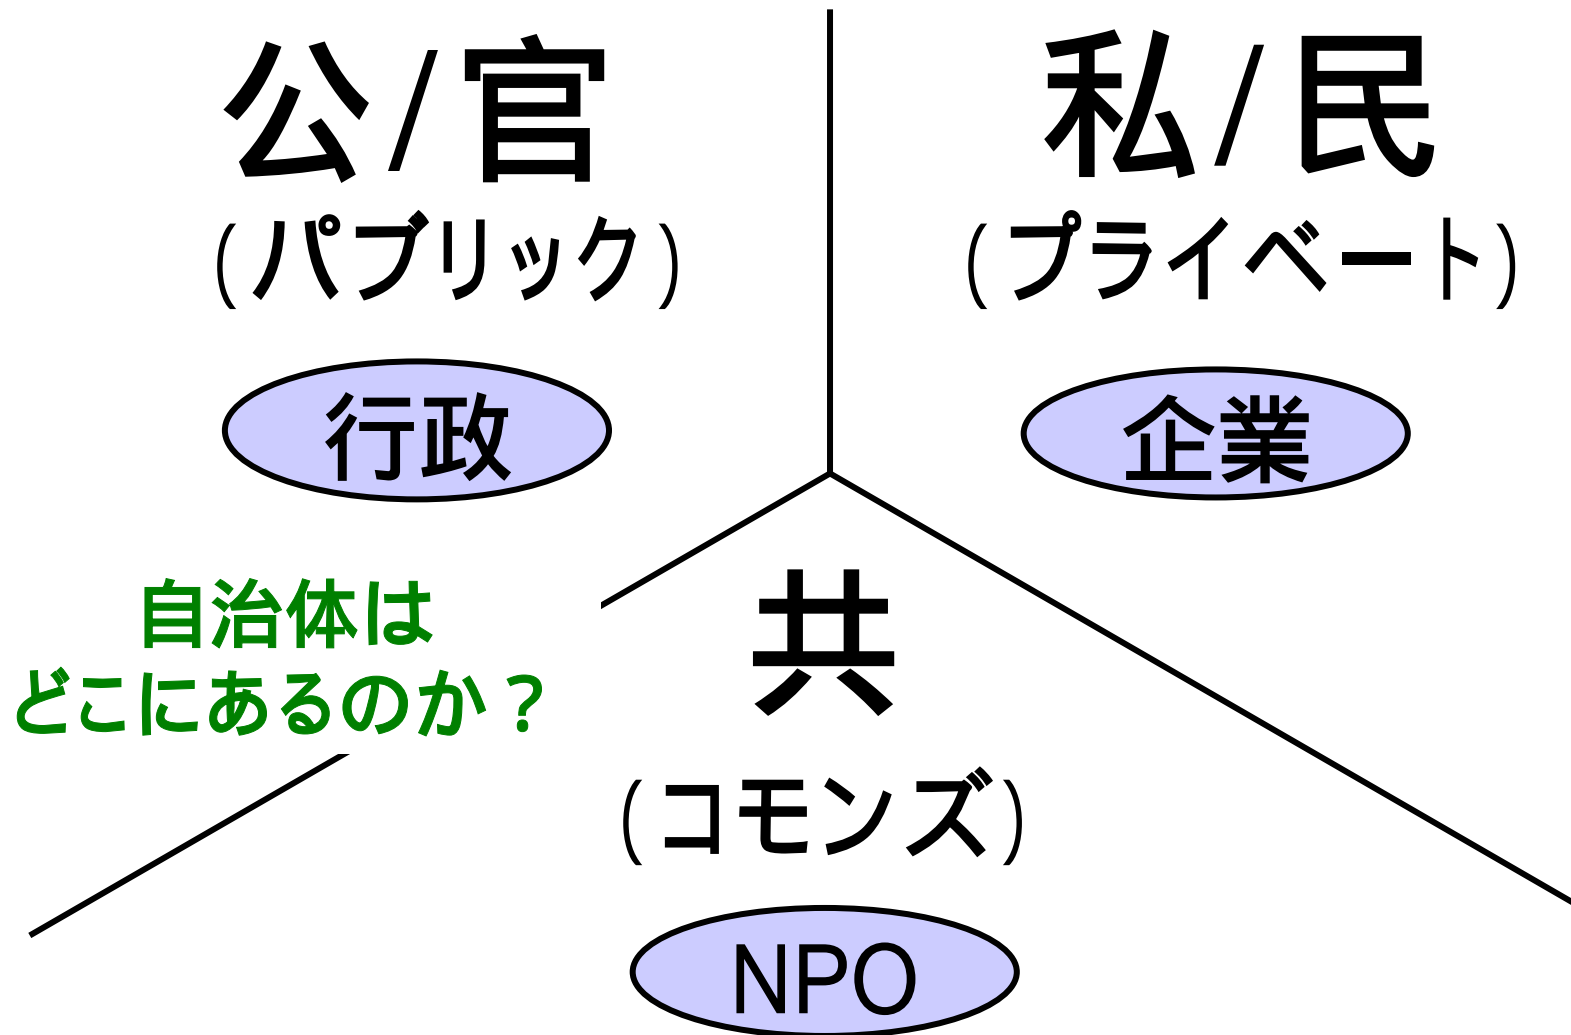 公/官
(パブリック)
行政
私/民
(プライベート)
企業
自治体は
どこにあるのか？
共
(コモンズ)
NPO